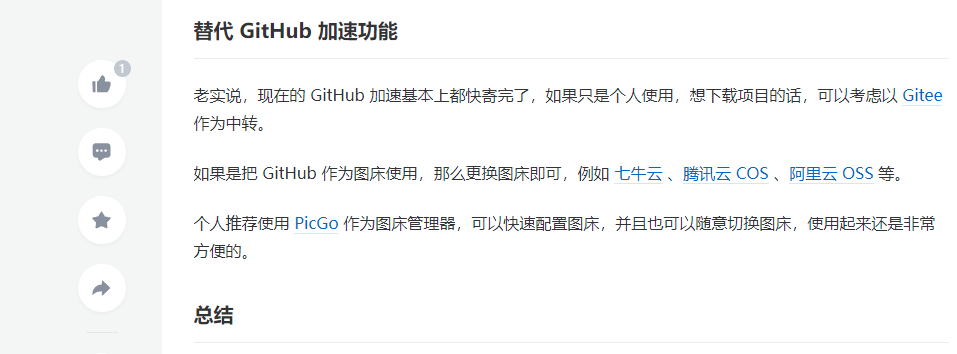 替代 GitHub 加速功能
1
老实说，现在的 GitHub 加速基本上都快寄完了，如果只是个人使用，想下载项目的话，可以考虑以 Gitee
作为中转。
如果是把 GitHub 作为图床使用，那么更换图床即可，例如 七牛云 、腾讯云 COS 、阿里云 OSS 等。
个人推荐使用 PicGo 作为图床管理器，可以快速配置图床，并且也可以随意切换图床，使用起来还是非常
方便的。
总结